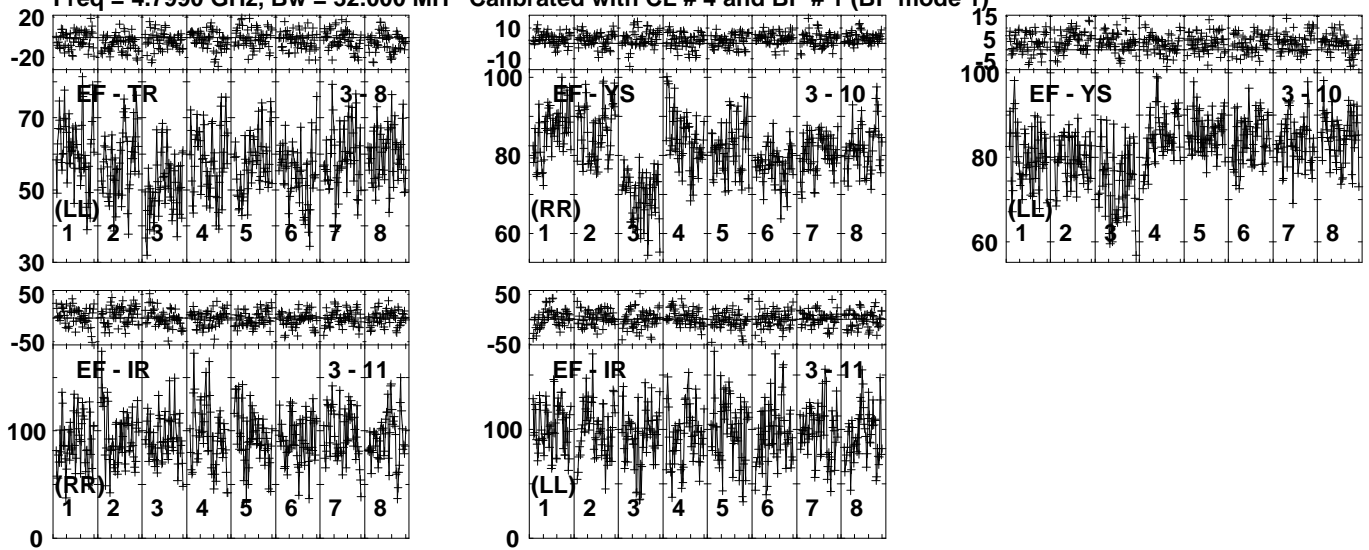 Freq = 4.7990 GHz, Bw = 32.000 MH Calibrated with CL # 4 and BP # 1 (BP mode 1)
20
-20
EF - TR 3 - 8
70
50
30
(LL)
1 2 3 4 5 6 7 8
10
-10
100
EF - YS 3 - 10
80
60
(RR)
1 2 3 4 5 6 7 8
15
5
-5
100
EF - YS 3 - 10
80
60
(LL)
1 2 3 4 5 6 7 8
50
-50
EF - IR 3 - 11
100
0
(RR)
1 2 3 4 5 6 7 8
50
-50
EF - IR 3 - 11
100
0
(LL)
1 2 3 4 5 6 7 8